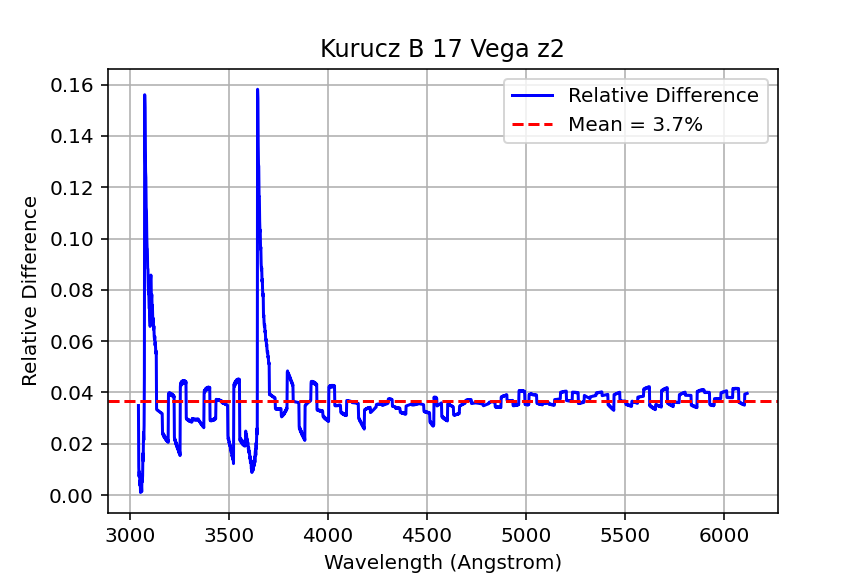 Kurucz B 17 Vega z2
Relative Difference
Mean = 3.7%
Relative Difference
0.16
0.14
0.12
0.10
0.08
0.06
0.04
0.02
0.00
3000 3500 4000 4500 5000 5500 6000
Wavelength (Angstrom)